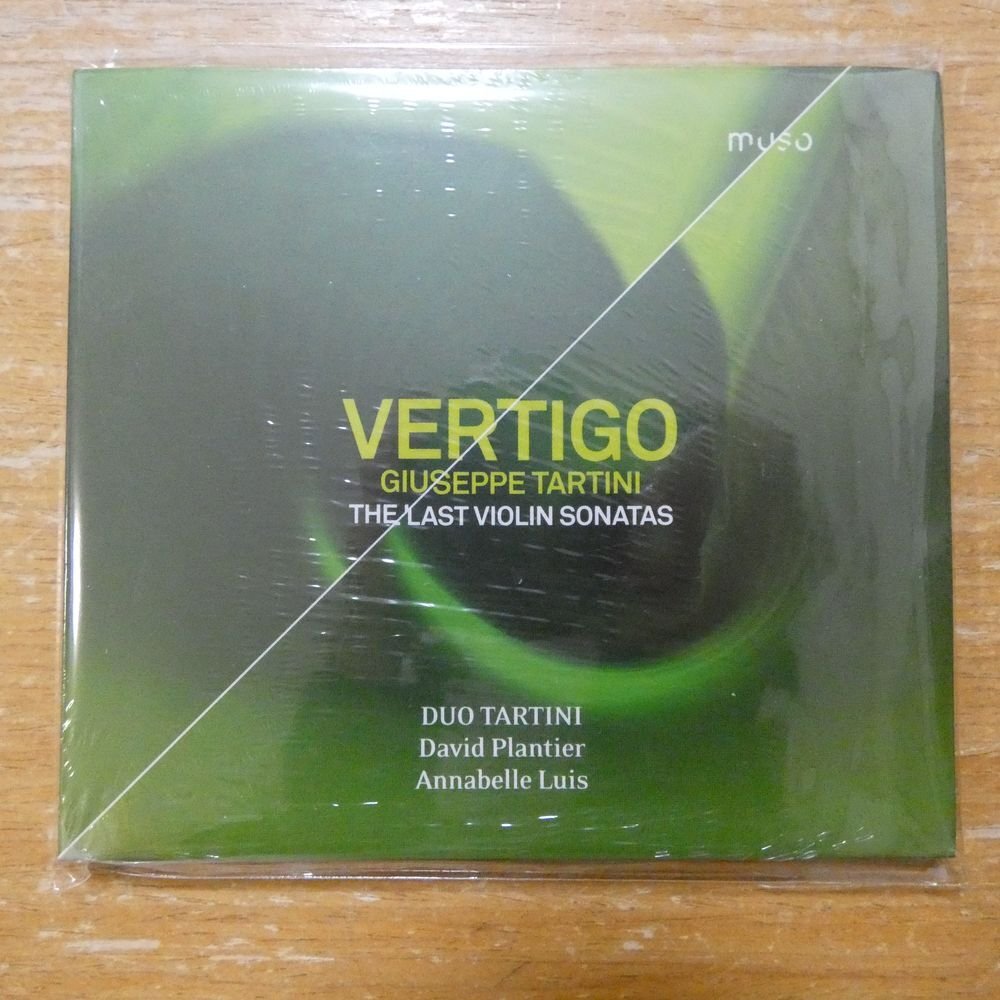 muso
VERTIGO
GIUSEPPE TARTINI
THE LAST VIOLIN SONATAS
DUO TARTINI
David Plantier
Annabelle Luis